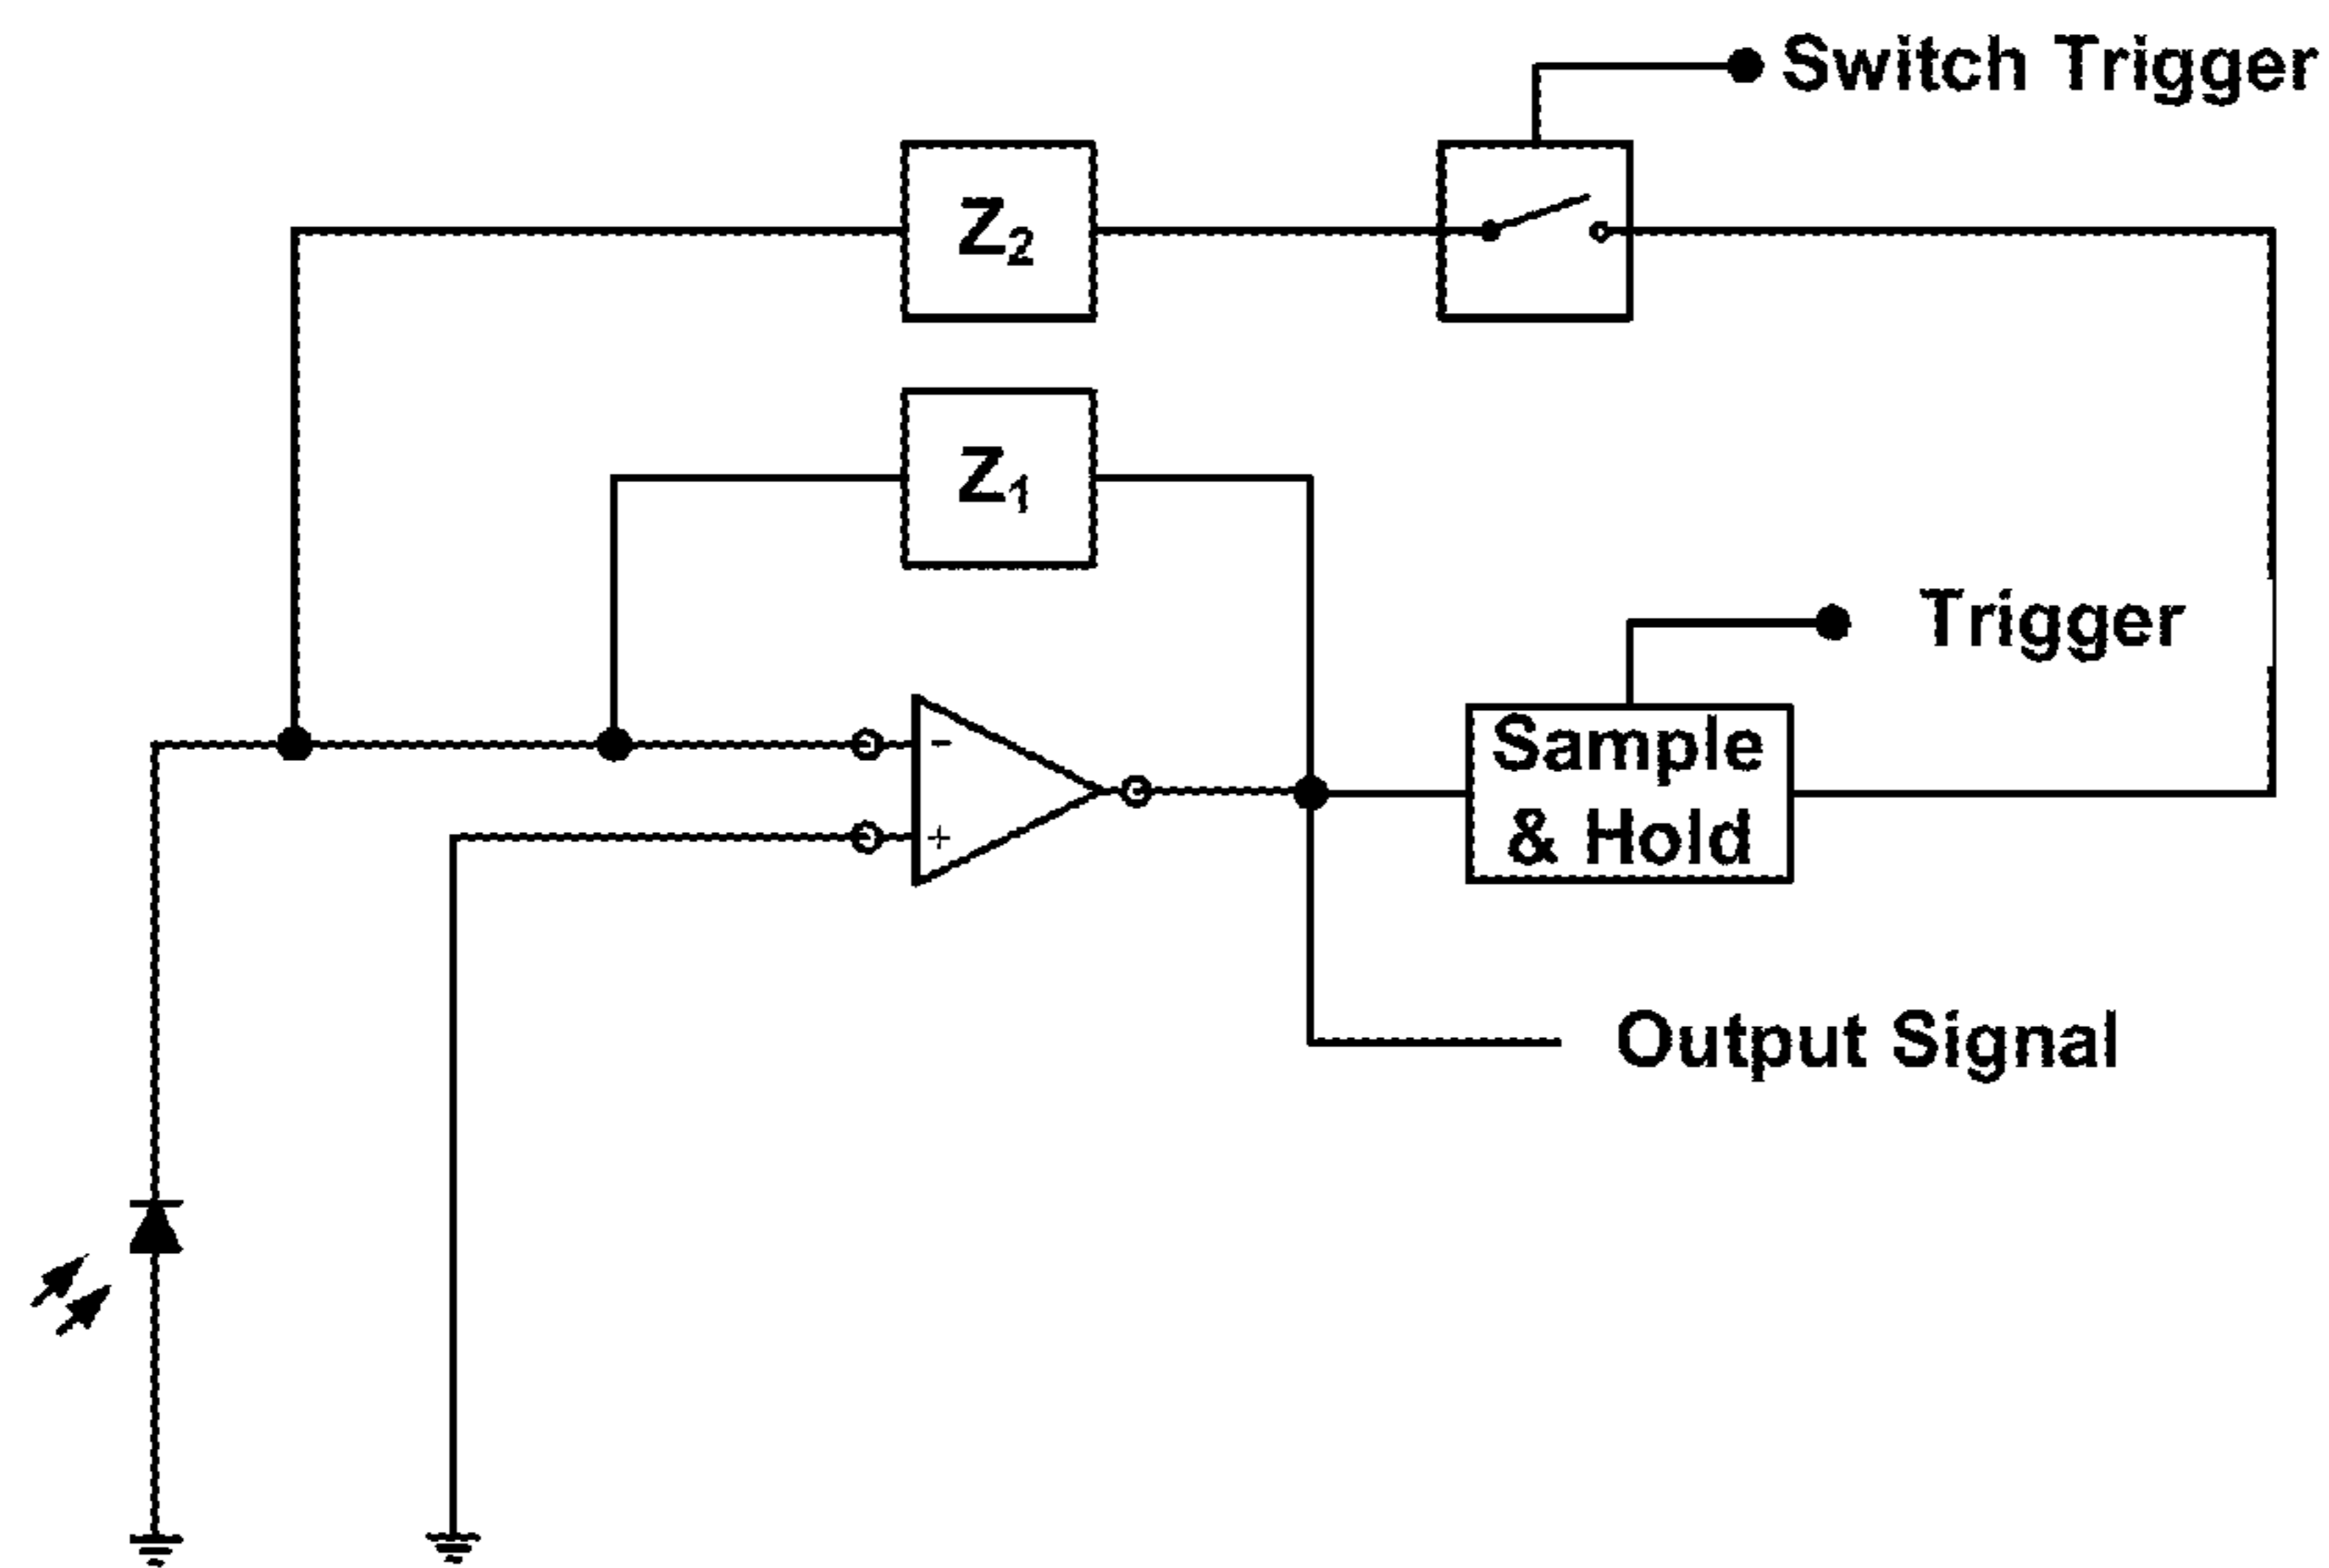 Switch Trigger
Z₂
Z₁
Trigger
-
+
Sample
& Hold
Output Signal